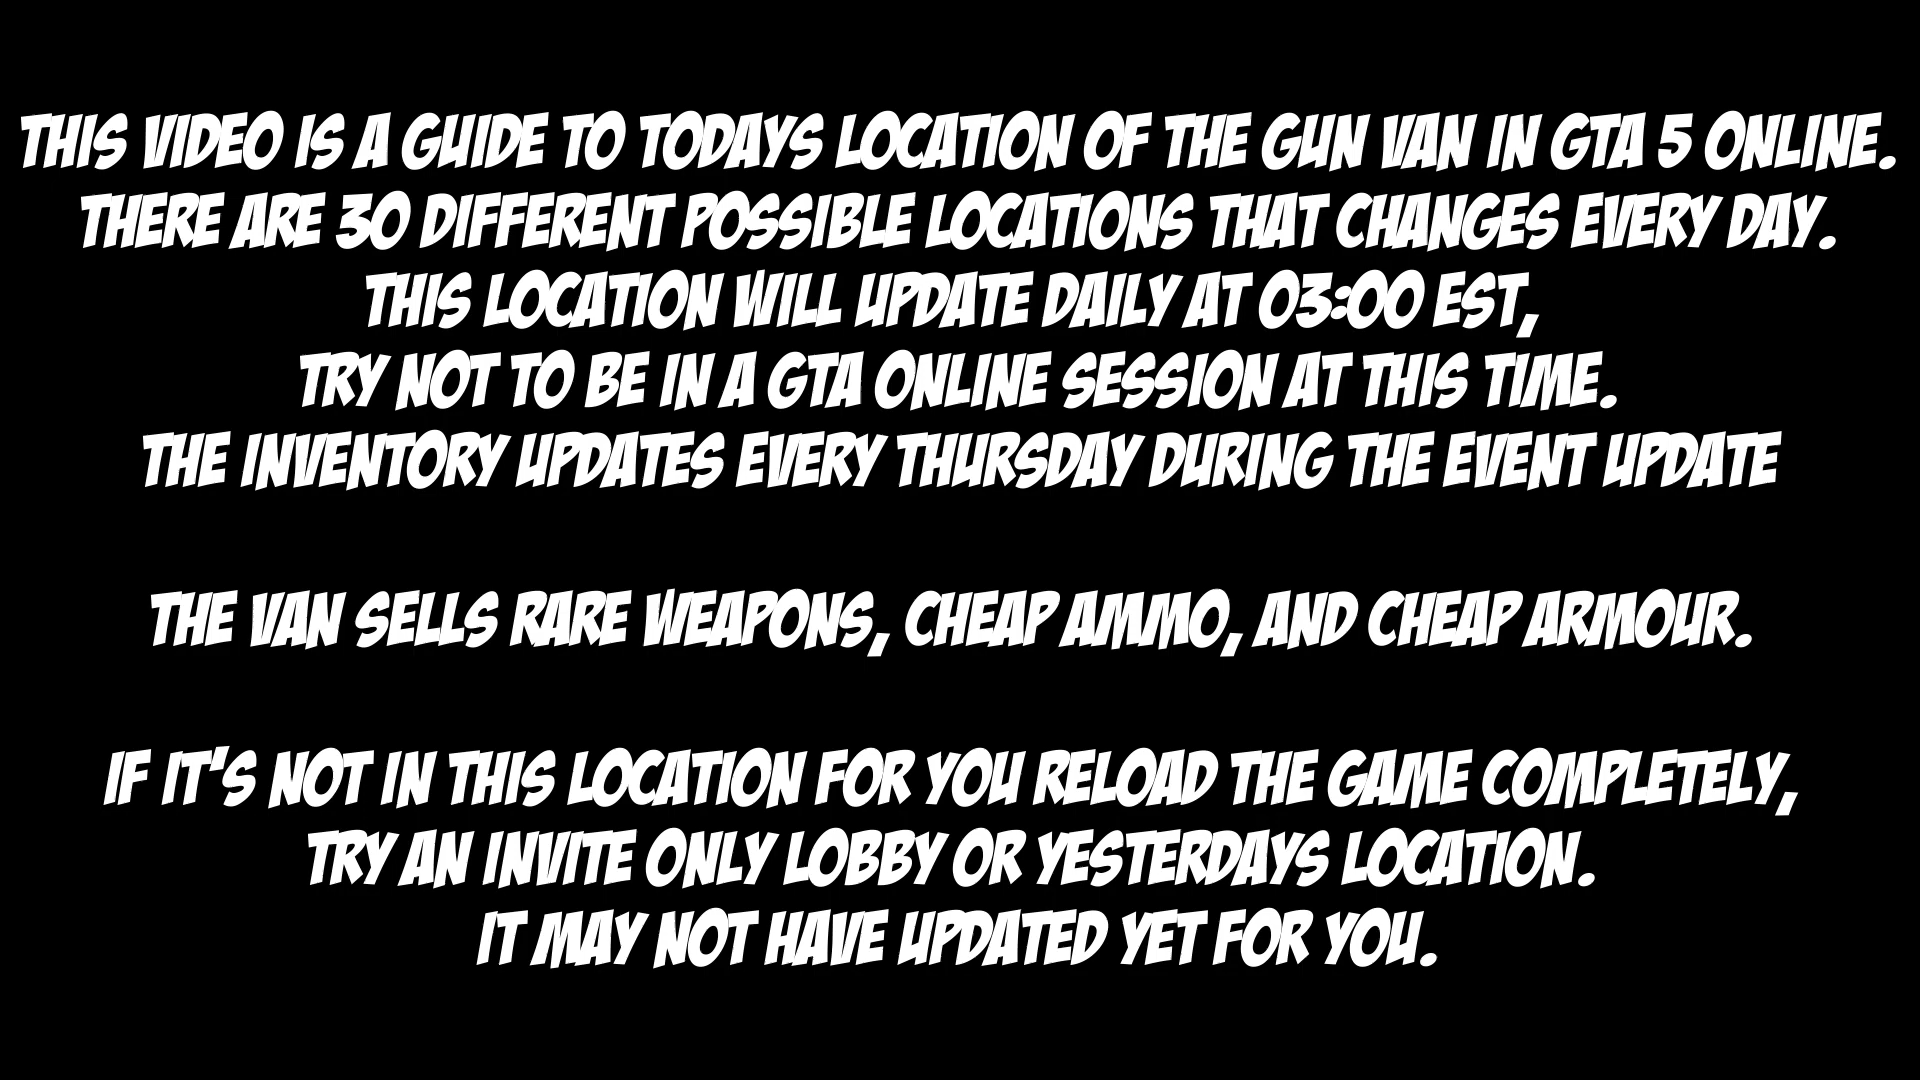 THIS VIDEO IS A GUIDE TO TODAYS LOCATION OF THE GUN VAN IN GTA 5 ONLINE.
THERE ARE 30 DIFFERENT POSSIBLE LOCATIONS THAT CHANGES EVERY DAY.
THIS LOCATION WILL UPDATE DAILY AT 03:00 EST,
TRY NOT TO BE IN A GTA ONLINE SESSION AT THIS TIME.
THE INVENTORY UPDATES EVERY THURSDAY DURING THE EVENT UPDATE
THE VAN SELLS RARE WEAPONS, CHEAP AMMO, AND CHEAP ARMOUR.
IF IT'S NOT IN THIS LOCATION FOR YOU RELOAD THE GAME COMPLETELY,
TRY AN INVITE ONLY LOBBY OR YESTERDAYS LOCATION.
IT MAY NOT HAVE UPDATED YET FOR YOU.